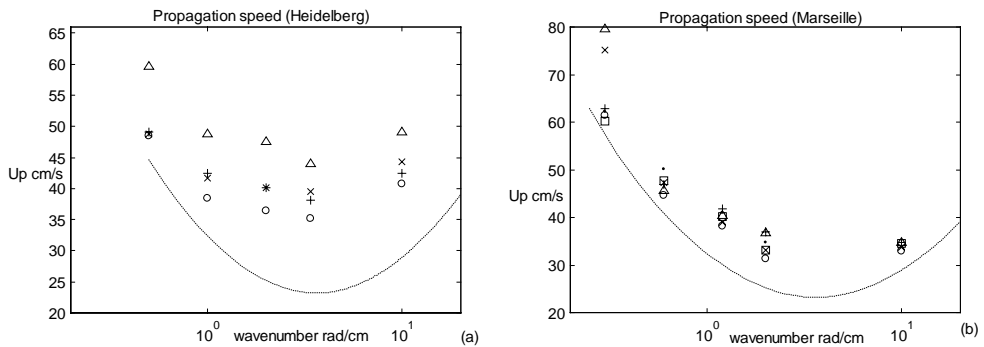 Propagation speed (Heidelberg)
65
60
55
50
45
Up cm/s
40
35
30
25
20
10^0
10^1
wavenumber rad/cm
(a)
Propagation speed (Marseille)
80
70
60
50
Up cm/s
40
30
20
10^0
10^1
wavenumber rad/cm
(b)